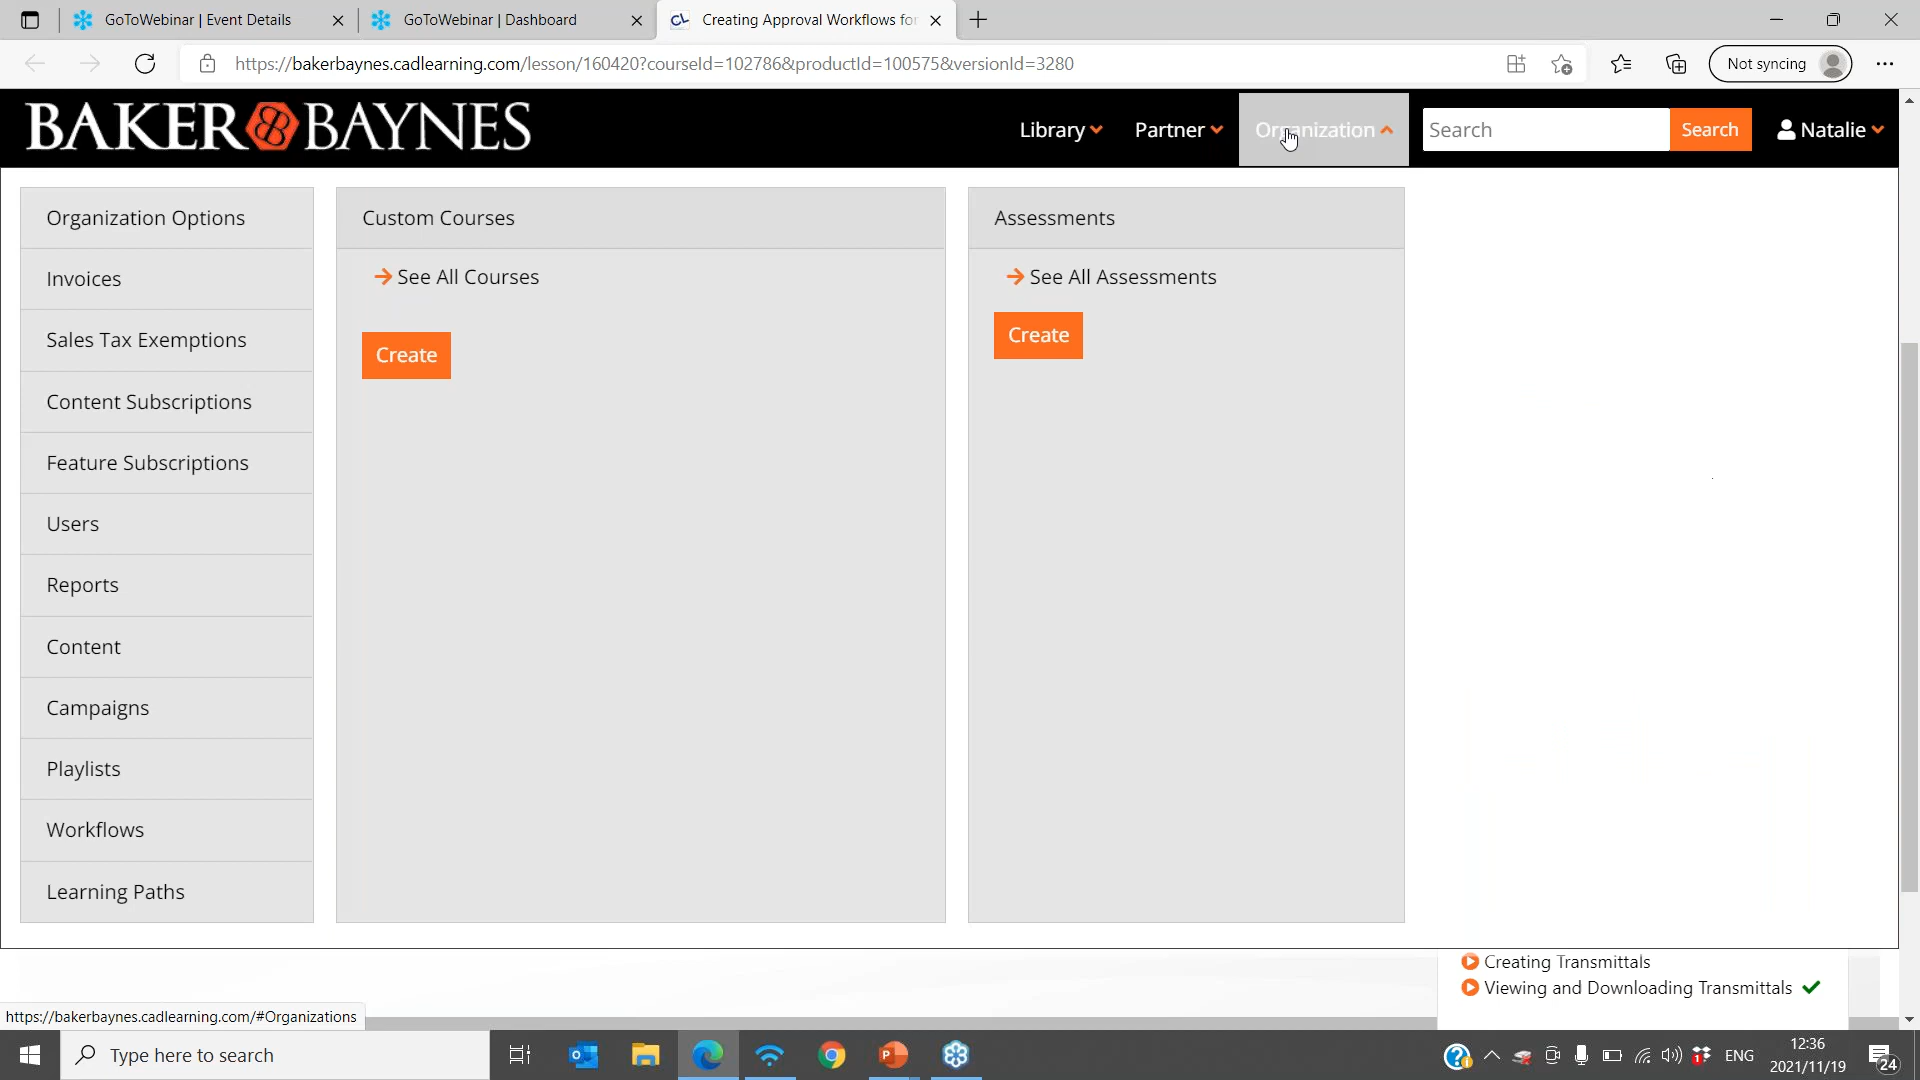 GoToWebinar | Event Details
GoToWebinar | Dashboard
CL Creating Approval Workflows for
https://bakerbaynes.cadlearning.com/lesson/160420?courseId=102786&productId=100575&versionId=3280
Not syncing
BAKER BAYNES
Library
Partner
Organization
Search
Search
Natalie
Organization Options
Invoices
Sales Tax Exemptions
Content Subscriptions
Feature Subscriptions
Users
Reports
Content
Campaigns
Playlists
Workflows
Learning Paths
Custom Courses
See All Courses
Create
Assessments
See All Assessments
Create
Creating Transmittals
Viewing and Downloading Transmittals
https://bakerbaynes.cadlearning.com/#Organizations
Type here to search
ENG
12:36
2021/11/19
24